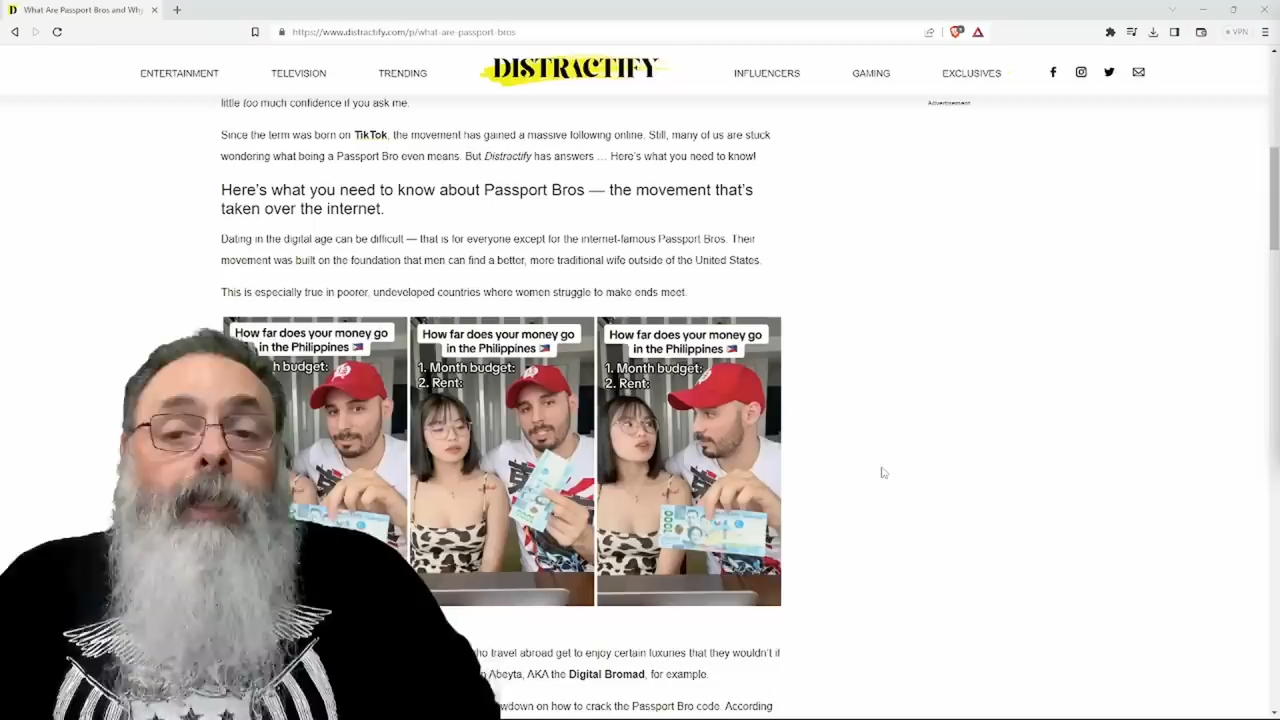 What Are Passport Bros and Why
https://www.distractify.com/p/what-are-passport-bros
VPN
ENTERTAINMENT
TELEVISION
TRENDING
DISTRACTIFY
INFLUENCERS
GAMING
EXCLUSIVES
little too much confidence if you ask me.
Advertisement
Since the term was born on TikTok, the movement has gained a massive following online. Still, many of us are stuck
wondering what being a Passport Bro even means. But Distractify has answers … Here's what you need to know!
Here's what you need to know about Passport Bros — the movement that's
taken over the internet.
Dating in the digital age can be difficult — that is for everyone except for the internet-famous Passport Bros. Their
movement was built on the foundation that men can find a better, more traditional wife outside of the United States.
This is especially true in poorer, undeveloped countries where women struggle to make ends meet.
How far does your money go
in the Philippines
h budget:
How far does your money go
in the Philippines
1. Month budget:
2. Rent:
How far does your money go
in the Philippines
1. Month budget:
2. Rent:
1000
ho travel abroad get to enjoy certain luxuries that they wouldn't if
n Abeyta, AKA the Digital Bromad, for example.
wdown on how to crack the Passport Bro code. According